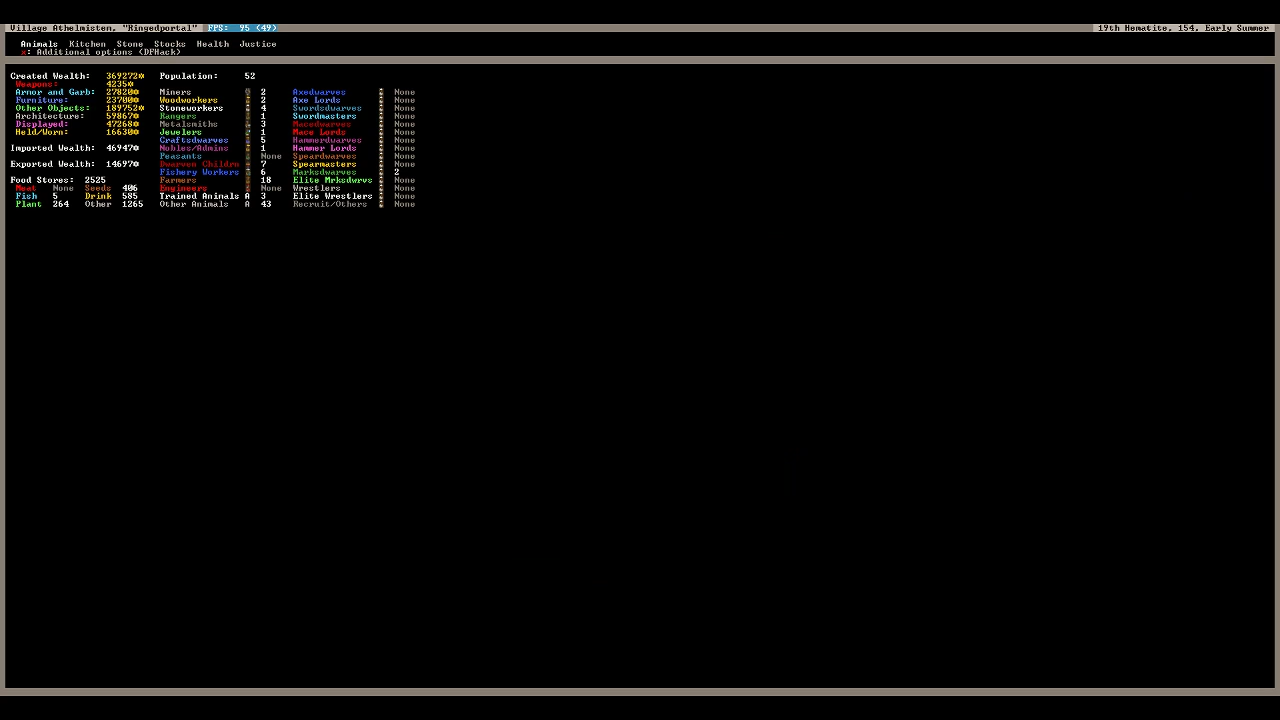 Village Athelmisten, "Ringedportal" FPS: 95 (49) 19th Hematite, 154, Early Summer
Animals Kitchen Stone Stocks Health Justice
x: Additional options (DFHack)
Created Wealth: 369272☼ Population: 52
Weapons: 4235☼
Armor and Garb: 27820☼ Miners 2 Axedwarves None
Furniture: 23700☼ Woodworkers 2 Axe Lords None
Other Objects: 189752☼ Stoneworkers 4 Swordsdwarves None
Architecture: 59867☼ Rangers 1 Swordmasters None
Displayed: 47268☼ Metalsmiths 3 Macedwarves None
Held/Worn: 16630☼ Jewelers 1 Mace Lords None
Craftsdwarves 5 Hammerdwarves None
Imported Wealth: 46947☼ Nobles/Admins 1 Hammer Lords None
Peasants None Speardwarves None
Exported Wealth: 14697☼ Dwarven Childrn 7 Spearmasters None
Fishery Workers 6 Marksdwarves 2
Food Stores: 2525 Farmers 18 Elite Mrksdwrvs None
Meat None Seeds 406 Engineers None Wrestlers None
Fish 5 Drink 585 Trained Animals A 3 Elite Wrestlers None
Plant 264 Other 1265 Other Animals A 43 Recruit/Others None